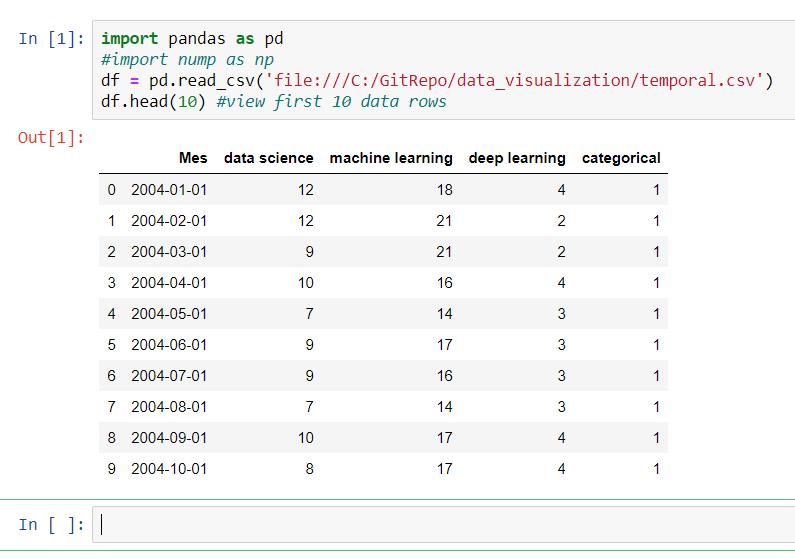 In [1]: import pandas as pd
#import nump as np
df = pd.read_csv('file:///C:/GitRepo/data_visualization/temporal.csv')
df.head(10) #view first 10 data rows
Out[1]:
Mes data science machine learning deep learning categorical
0 2004-01-01 12 18 4 1
1 2004-02-01 12 21 2 1
2 2004-03-01 9 21 2 1
3 2004-04-01 10 16 4 1
4 2004-05-01 7 14 3 1
5 2004-06-01 9 17 3 1
6 2004-07-01 9 16 3 1
7 2004-08-01 7 14 3 1
8 2004-09-01 10 17 4 1
9 2004-10-01 8 17 4 1
In [ ]: